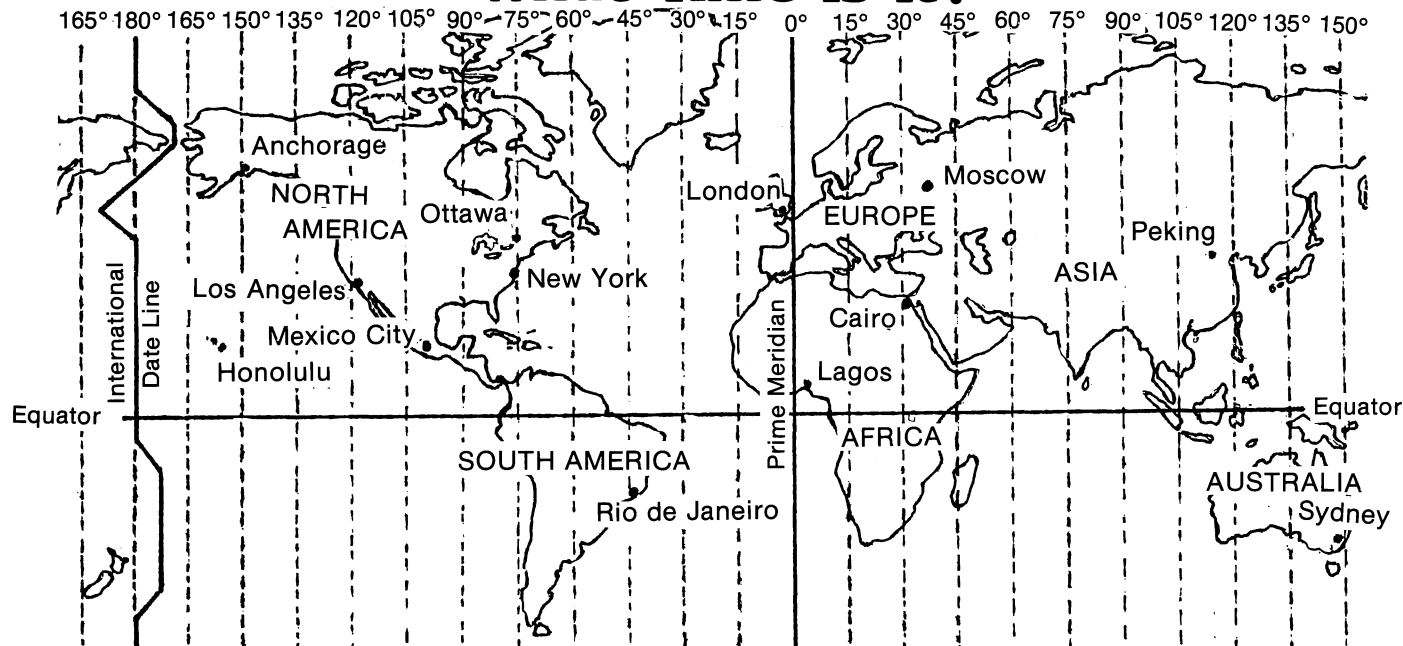 165° 180° 165° 150° 135° 120° 105° 90° 75° 60° 45° 30° 15° 0° 15° 30° 45° 60° 75° 90° 105° 120° 135° 150°
Anchorage
NORTH
AMERICA
Ottawa
London
Moscow
EUROPE
Peking
ASIA
New York
Los Angeles
Mexico City
Honolulu
International
Date Line
Prime Meridian
Cairo
Lagos
Equator
Equator
AFRICA
SOUTH AMERICA
Rio de Janeiro
AUSTRALIA
Sydney